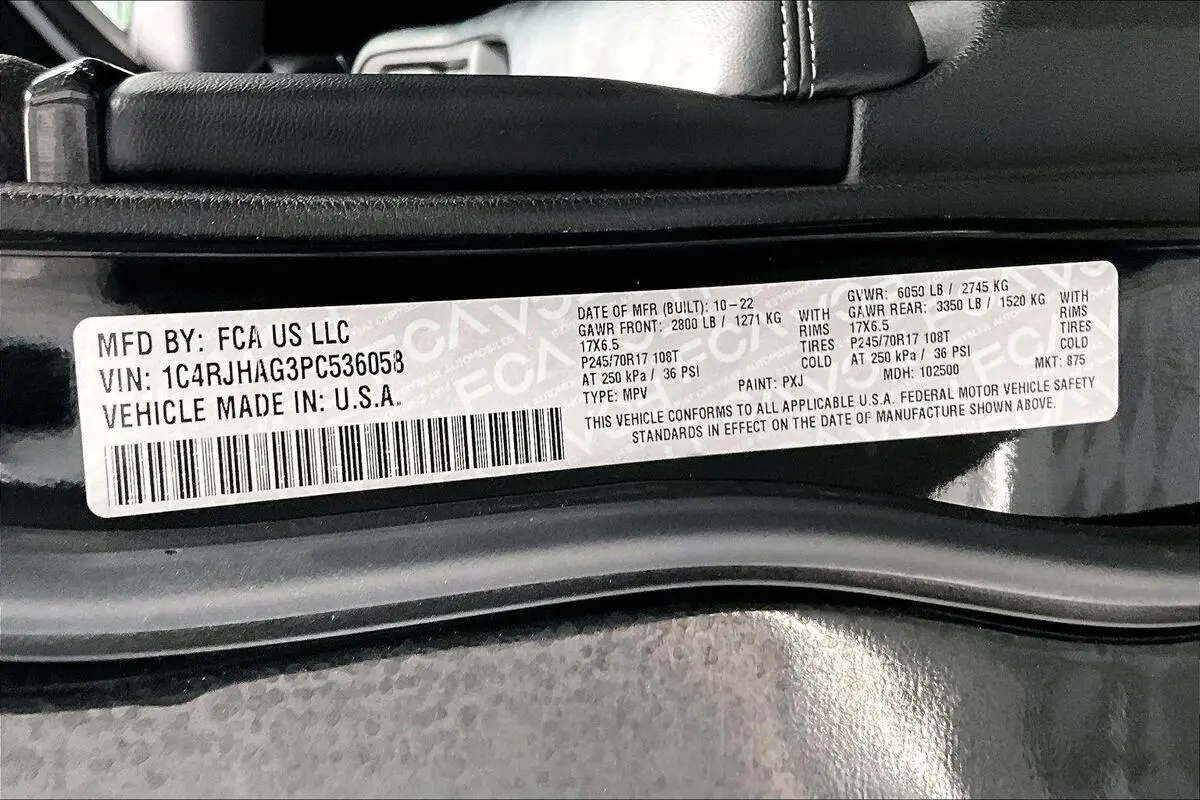 MFD BY: FCA US LLC
VIN: 1C4RJHAG3PC536058
VEHICLE MADE IN: U.S.A.
DATE OF MFR (BUILT): 10-22
GAWR FRONT: 2800 LB / 1271 KG WITH
17X6.5 RIMS
P245/70R17 108T TIRES
AT 250 kPa / 36 PSI COLD
TYPE: MPV
GVWR: 6050 LB / 2745 KG
GAWR REAR: 3350 LB / 1520 KG WITH
17X6.5 RIMS
P245/70R17 108T TIRES
AT 250 kPa / 36 PSI COLD
PAINT: PXJ MDH: 102500 MKT: 875
THIS VEHICLE CONFORMS TO ALL APPLICABLE U.S.A. FEDERAL MOTOR VEHICLE SAFETY
STANDARDS IN EFFECT ON THE DATE OF MANUFACTURE SHOWN ABOVE.